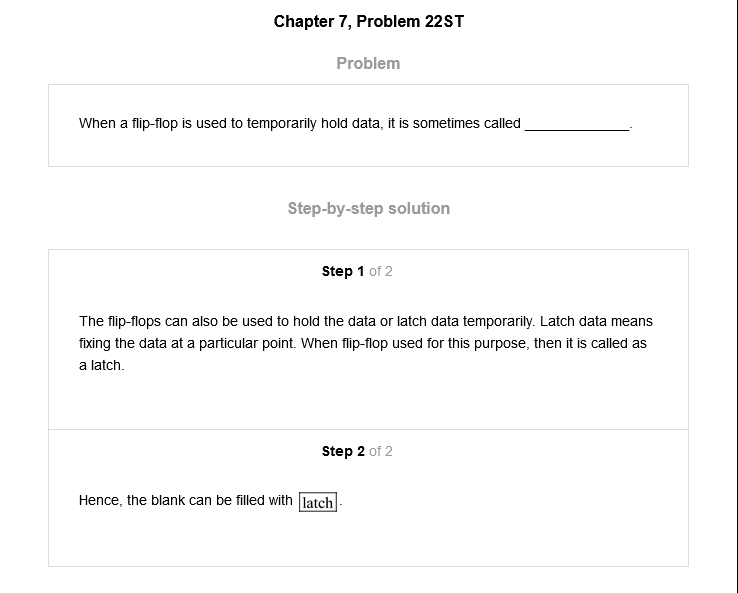 Chapter 7, Problem 22ST
Problem
When a flip-flop is used to temporarily hold data, it is sometimes called ______________.
Step-by-step solution
Step 1 of 2
The flip-flops can also be used to hold the data or latch data temporarily. Latch data means
fixing the data at a particular point. When flip-flop used for this purpose, then it is called as
a latch.
Step 2 of 2
Hence, the blank can be filled with latch.